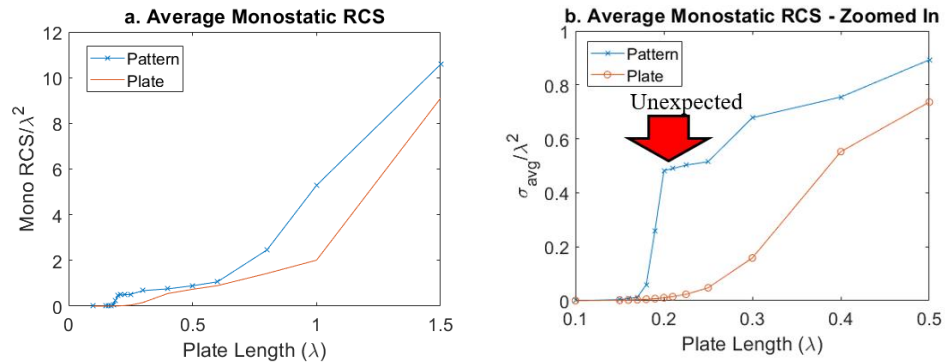 a. Average Monostatic RCS
12
10
8
6
4
2
0
Mono RCS/λ²
Pattern
Plate
0
0.5
1
1.5
Plate Length (λ)
b. Average Monostatic RCS - Zoomed In
1
0.8
0.6
0.4
0.2
0
σavg/λ²
Pattern
Plate
Unexpected
0.1
0.2
0.3
0.4
0.5
Plate Length (λ)